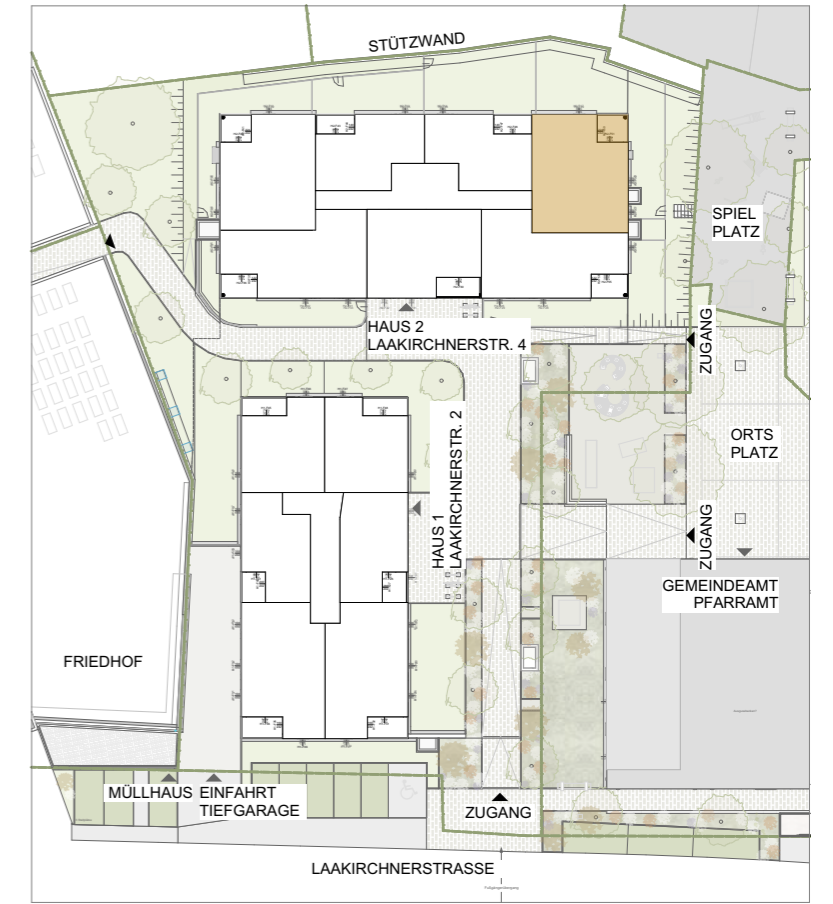 STÜTZWAND
SPIEL
PLATZ
HAUS 2
LAAKIRCHNERSTR. 4
ZUGANG
HAUS 1
LAAKIRCHNERSTR. 2
ORTS
PLATZ
ZUGANG
GEMEINDEAMT
PFARRAMT
FRIEDHOF
MÜLLHAUS
EINFAHRT
TIEFGARAGE
ZUGANG
LAAKIRCHNERSTRASSE